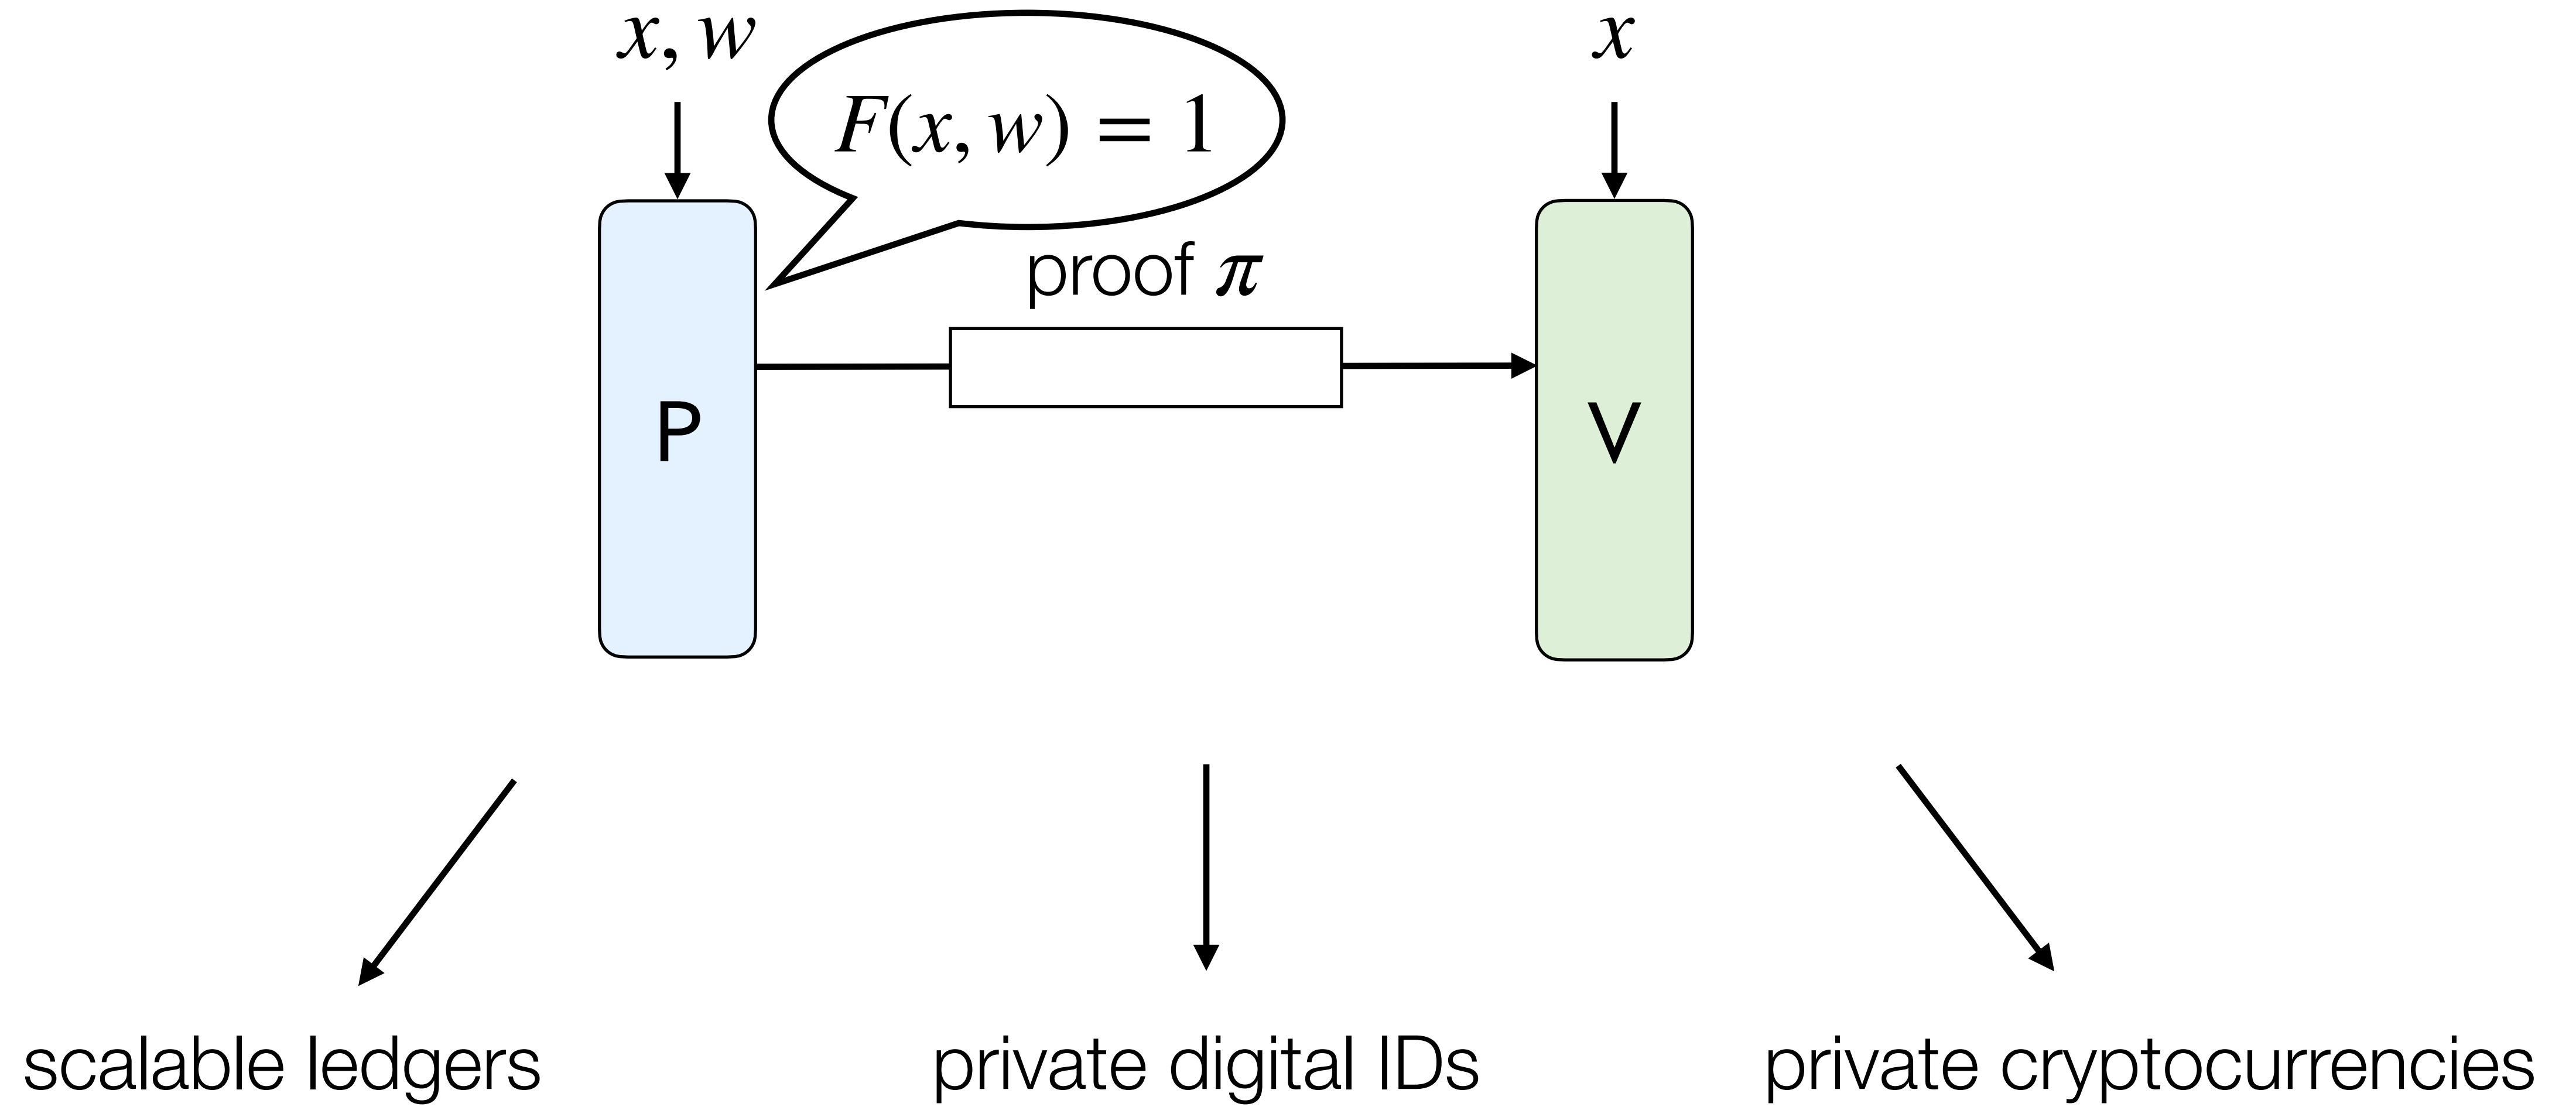 x, w
x
F(x, w) = 1
proof π
P
V
scalable ledgers
private digital IDs
private cryptocurrencies